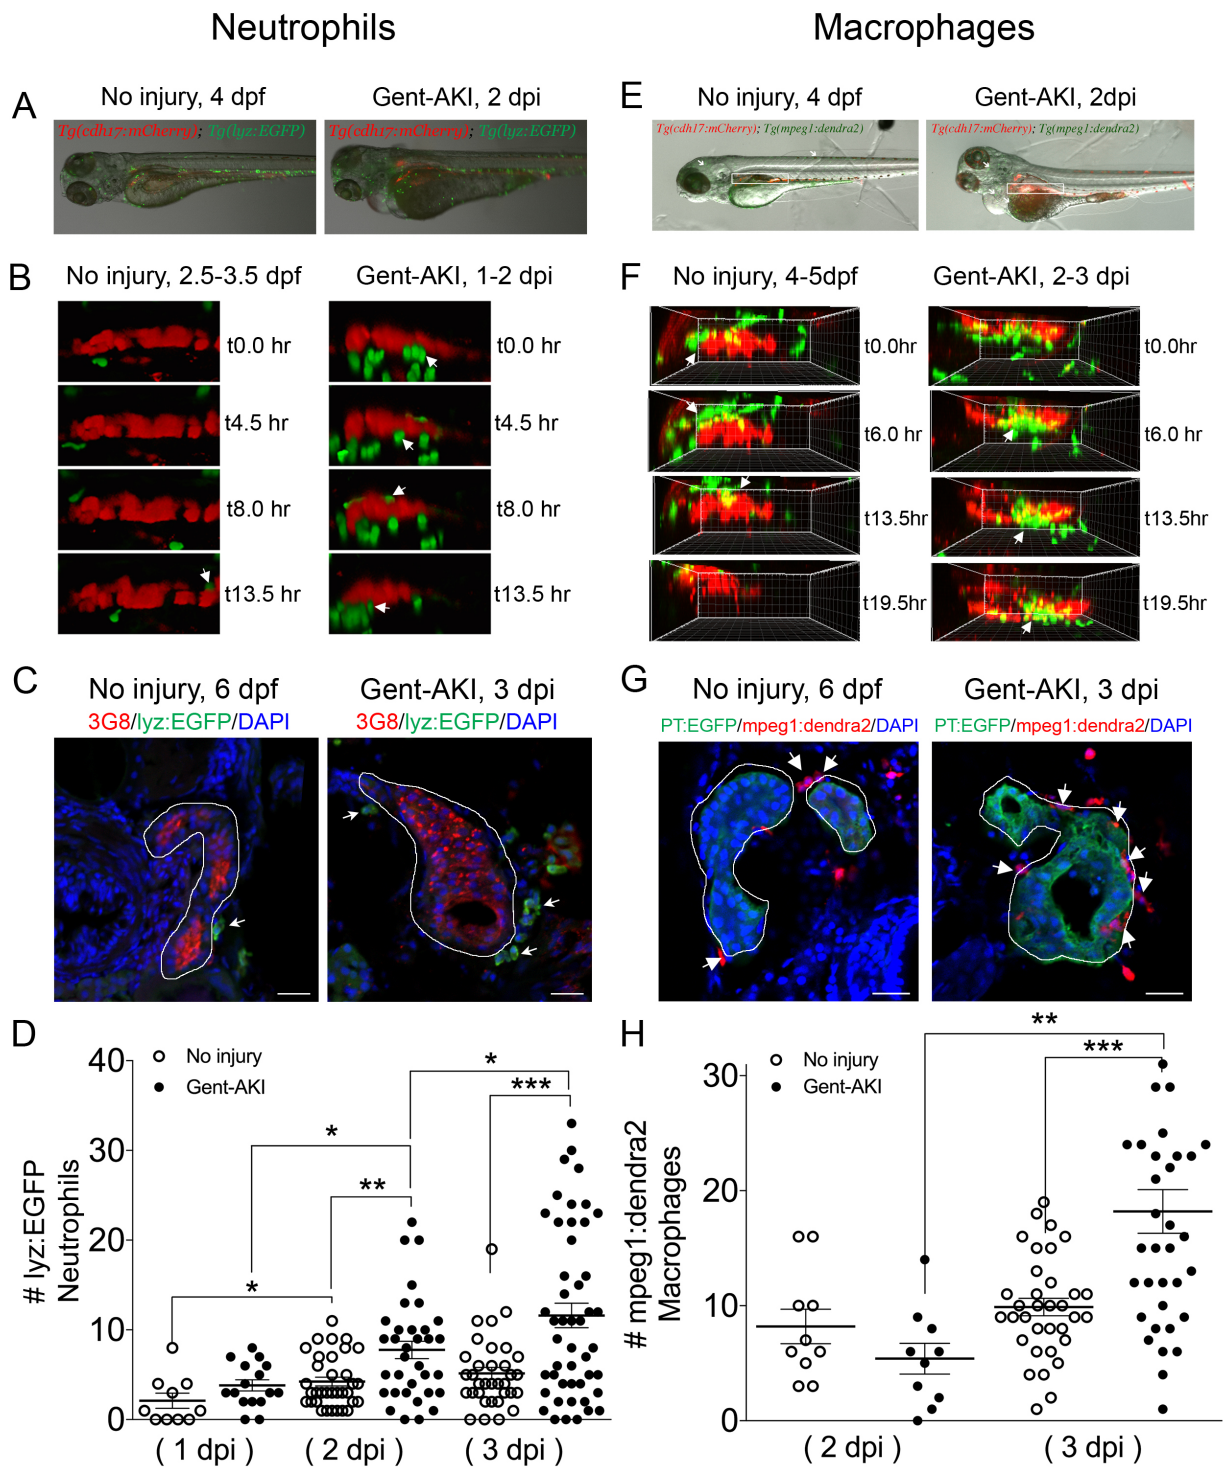 Neutrophils
Macrophages
A
No injury, 4 dpf
Gent-AKI, 2 dpi
Tg(cdh17:mCherry); Tg(lyz:EGFP)
Tg(cdh17:mCherry); Tg(lyz:EGFP)
B
No injury, 2.5-3.5 dpf
Gent-AKI, 1-2 dpi
t0.0 hr
t0.0 hr
t4.5 hr
t4.5 hr
t8.0 hr
t8.0 hr
t13.5 hr
t13.5 hr
C
No injury, 6 dpf
Gent-AKI, 3 dpi
3G8/lyz:EGFP/DAPI
3G8/lyz:EGFP/DAPI
D
# lyz:EGFP
Neutrophils
No injury
Gent-AKI
40
30
20
10
0
*
*
**
*
*
***
( 1 dpi )
( 2 dpi )
( 3 dpi )
E
No injury, 4 dpf
Gent-AKI, 2dpi
Tg(cdh17:mCherry); Tg(mpeg1:dendra2)
Tg(cdh17:mCherry); Tg(mpeg1:dendra2)
F
No injury, 4-5dpf
Gent-AKI, 2-3 dpi
t0.0hr
t0.0hr
t6.0 hr
t6.0 hr
t13.5hr
t13.5hr
t19.5hr
t19.5hr
G
No injury, 6 dpf
Gent-AKI, 3 dpi
PT:EGFP/mpeg1:dendra2/DAPI
PT:EGFP/mpeg1:dendra2/DAPI
H
# mpeg1:dendra2
Macrophages
No injury
Gent-AKI
30
20
10
0
**
***
( 2 dpi )
( 3 dpi )